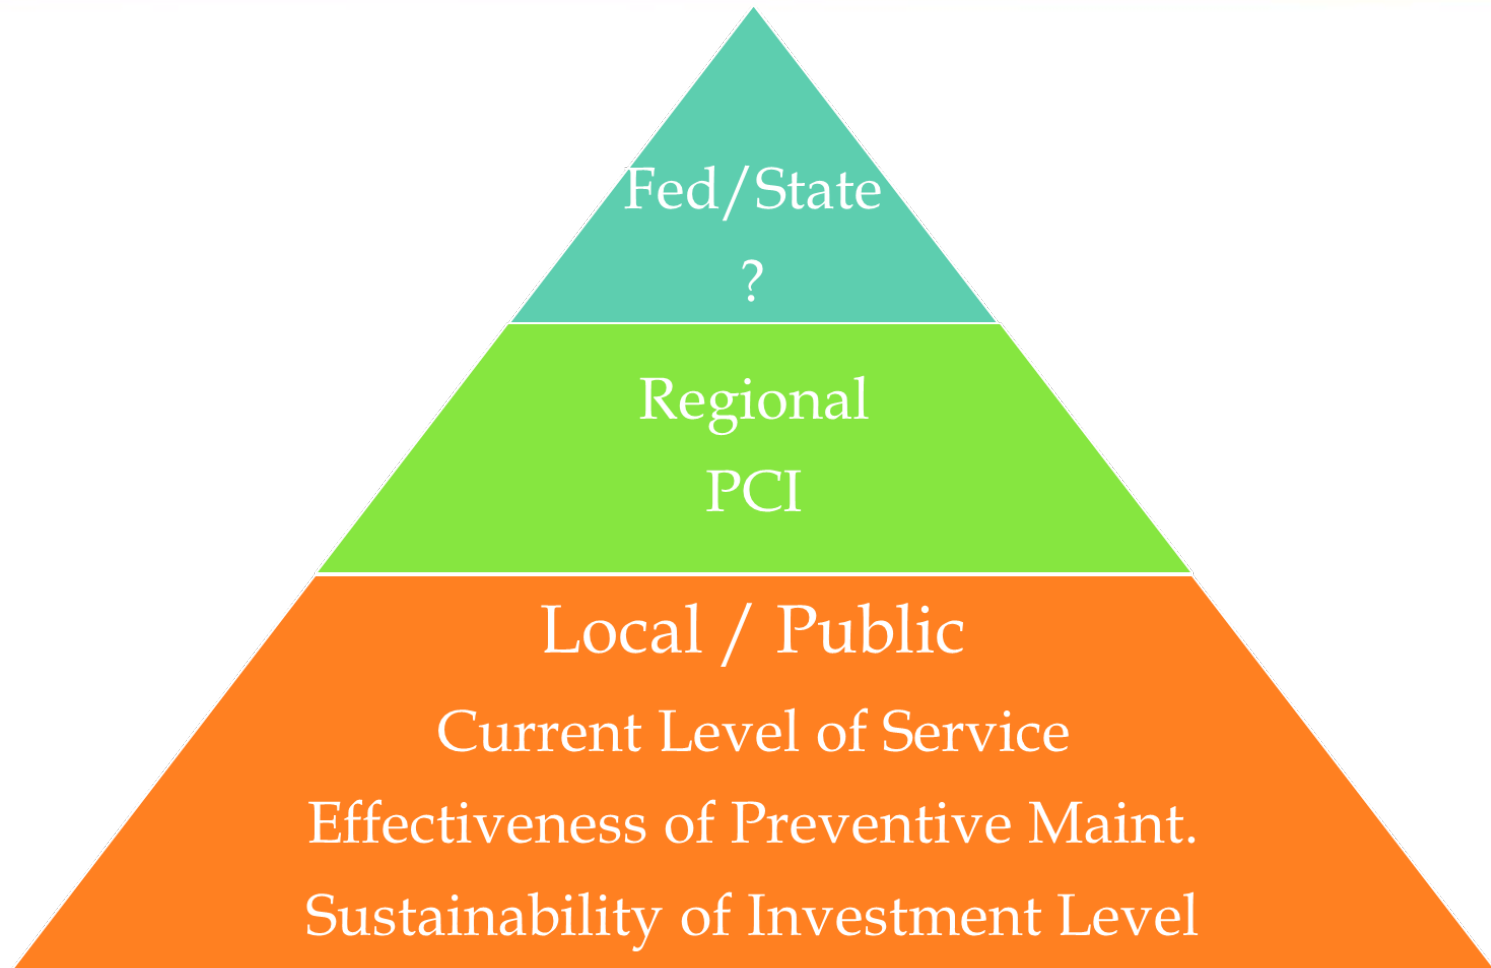 Fed/State
?
Regional
PCI
Local / Public
Current Level of Service
Effectiveness of Preventive Maint.
Sustainability of Investment Level